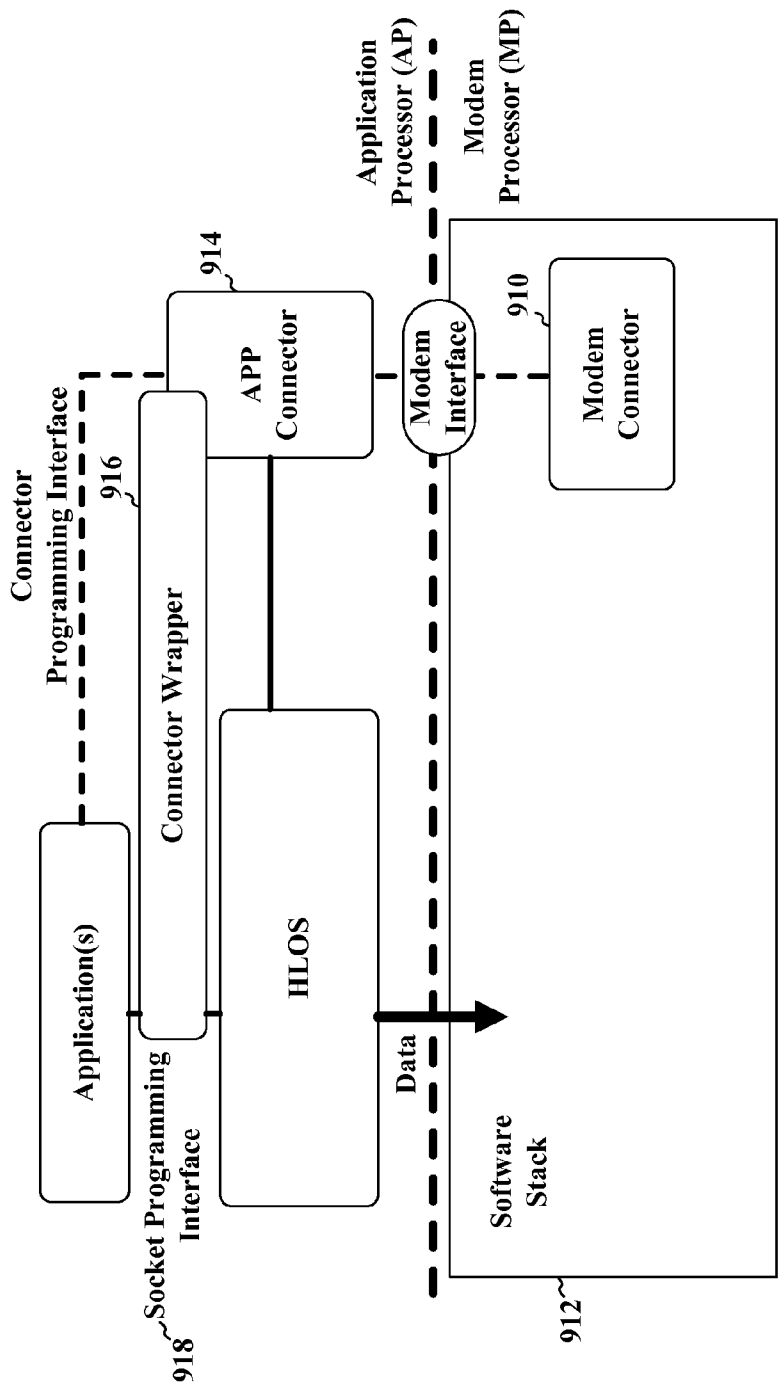 Connector
Programming Interface
Application(s)
916
914
Connector Wrapper
APP
Connector
918
Socket Programming
Interface
HLOS
Application
Processor (AP)
Data
Modem
Interface
Modem
Processor (MP)
Software
Stack
910
Modem
Connector
912